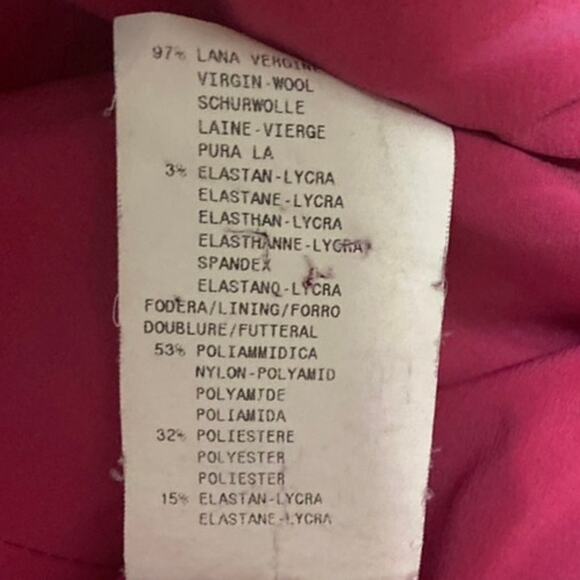 97% LANA VERGINE
VIRGIN-WOOL
SCHURWOLLE
LAINE-VIERGE
PURA LA
3% ELASTAN-LYCRA
ELASTANE-LYCRA
ELASTHAN-LYCRA
ELASTHANNE-LYCRA
SPANDEX
ELASTANO-LYCRA
FODERA/LINING/FORRO
DOUBLURE/FUTTERAL
53% POLIAMMIDICA
NYLON-POLYAMID
POLYAMIDE
POLIAMIDA
32% POLIESTERE
POLYESTER
POLIESTER
15% ELASTAN-LYCRA
ELASTANE-LYCRA